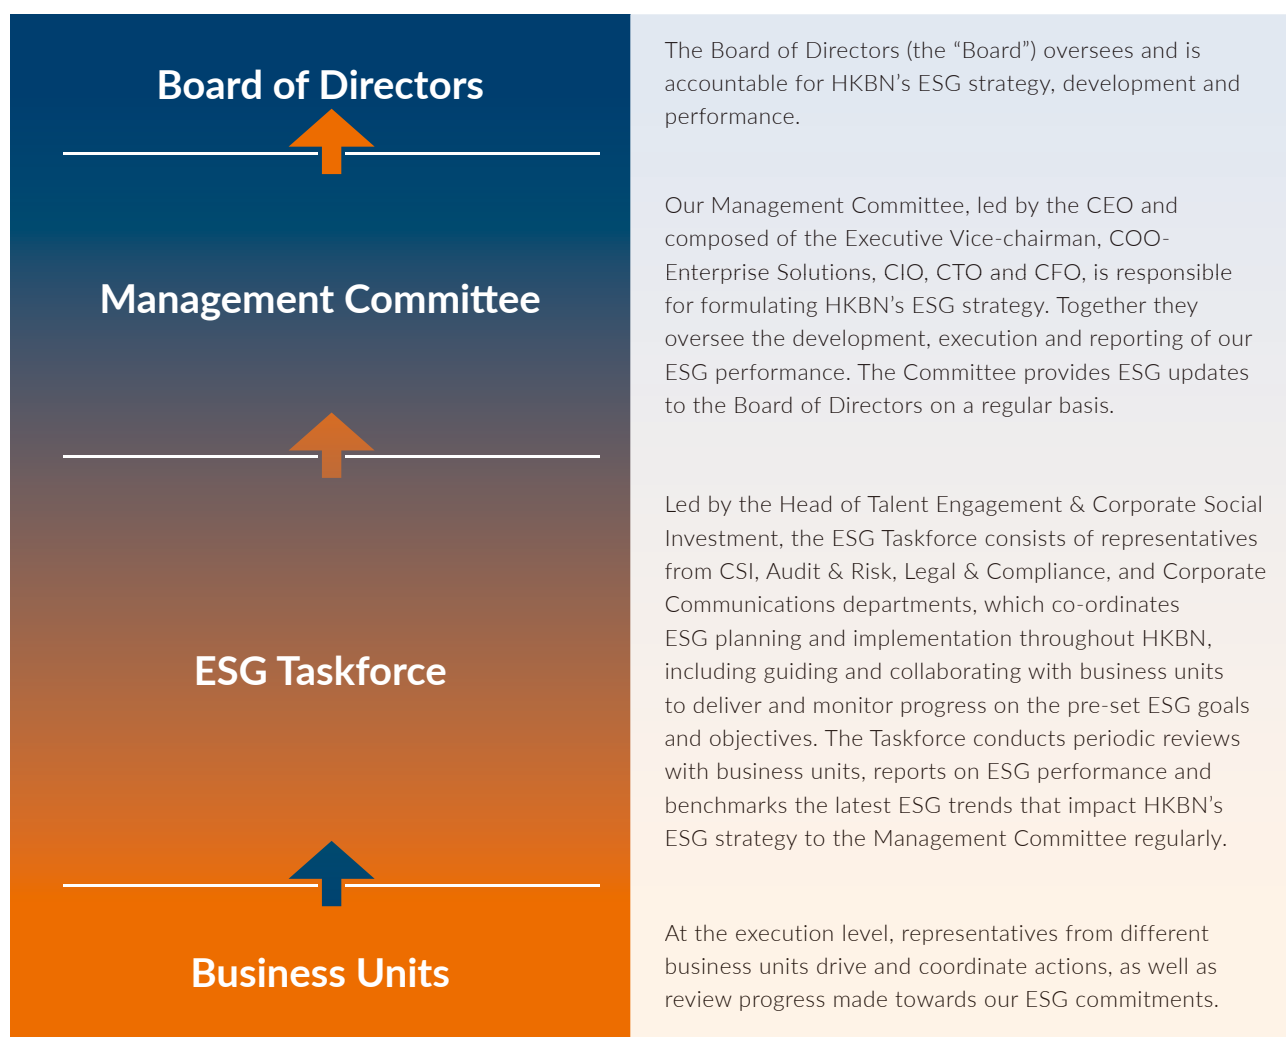 Board of Directors
The Board of Directors (the “Board”) oversees and is
accountable for HKBN’s ESG strategy, development and
performance.
Management Committee
Our Management Committee, led by the CEO and
composed of the Executive Vice-chairman, COO-
Enterprise Solutions, CIO, CTO and CFO, is responsible
for formulating HKBN’s ESG strategy. Together they
oversee the development, execution and reporting of our
ESG performance. The Committee provides ESG updates
to the Board of Directors on a regular basis.
ESG Taskforce
Led by the Head of Talent Engagement & Corporate Social
Investment, the ESG Taskforce consists of representatives
from CSI, Audit & Risk, Legal & Compliance, and Corporate
Communications departments, which co-ordinates
ESG planning and implementation throughout HKBN,
including guiding and collaborating with business units
to deliver and monitor progress on the pre-set ESG goals
and objectives. The Taskforce conducts periodic reviews
with business units, reports on ESG performance and
benchmarks the latest ESG trends that impact HKBN’s
ESG strategy to the Management Committee regularly.
Business Units
At the execution level, representatives from different
business units drive and coordinate actions, as well as
review progress made towards our ESG commitments.